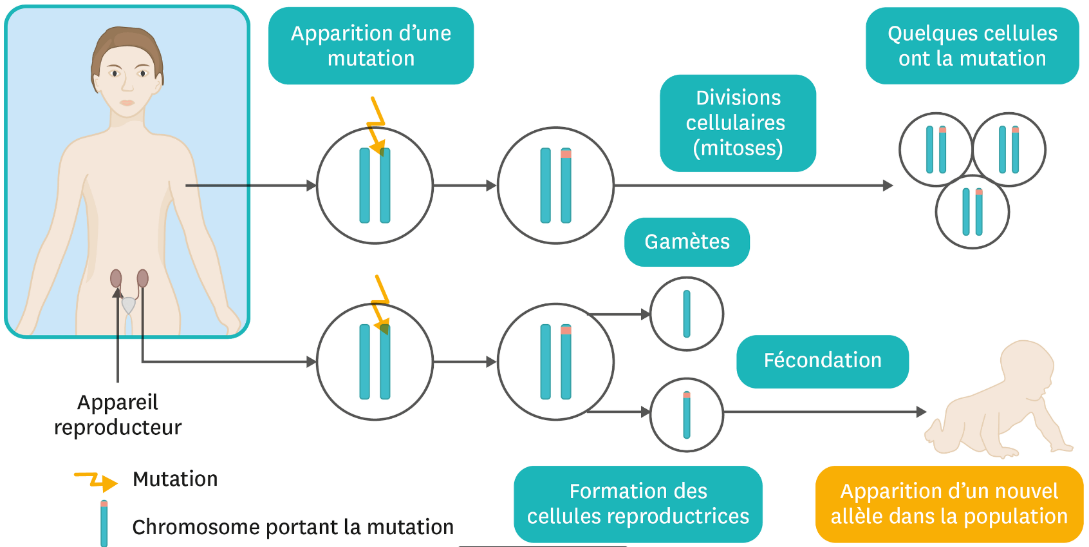 Apparition d'une
mutation
Quelques cellules
ont la mutation
Divisions
cellulaires
(mitoses)
Gamètes
Fécondation
Appareil
reproducteur
Mutation
Chromosome portant la mutation
Formation des
cellules reproductrices
Apparition d'un nouvel
allèle dans la population